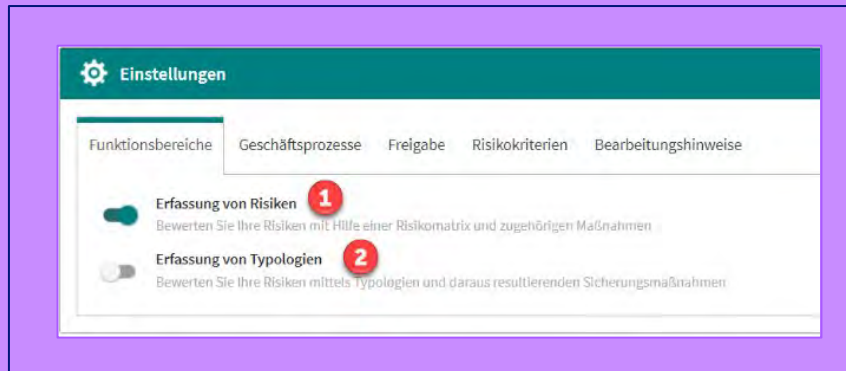 Einstellungen
Funktionsbereiche Geschäftsprozesse Freigabe Risikokriterien Bearbeitungshinweise
Erfassung von Risiken 1
Bewerten Sie Ihre Risiken mit Hilfe einer Risikomatrix und zugehörigen Maßnahmen
Erfassung von Typologien 2
Bewerten Sie Ihre Risiken mittels Typologien und daraus resultierenden Sicherungsmaßnahmen